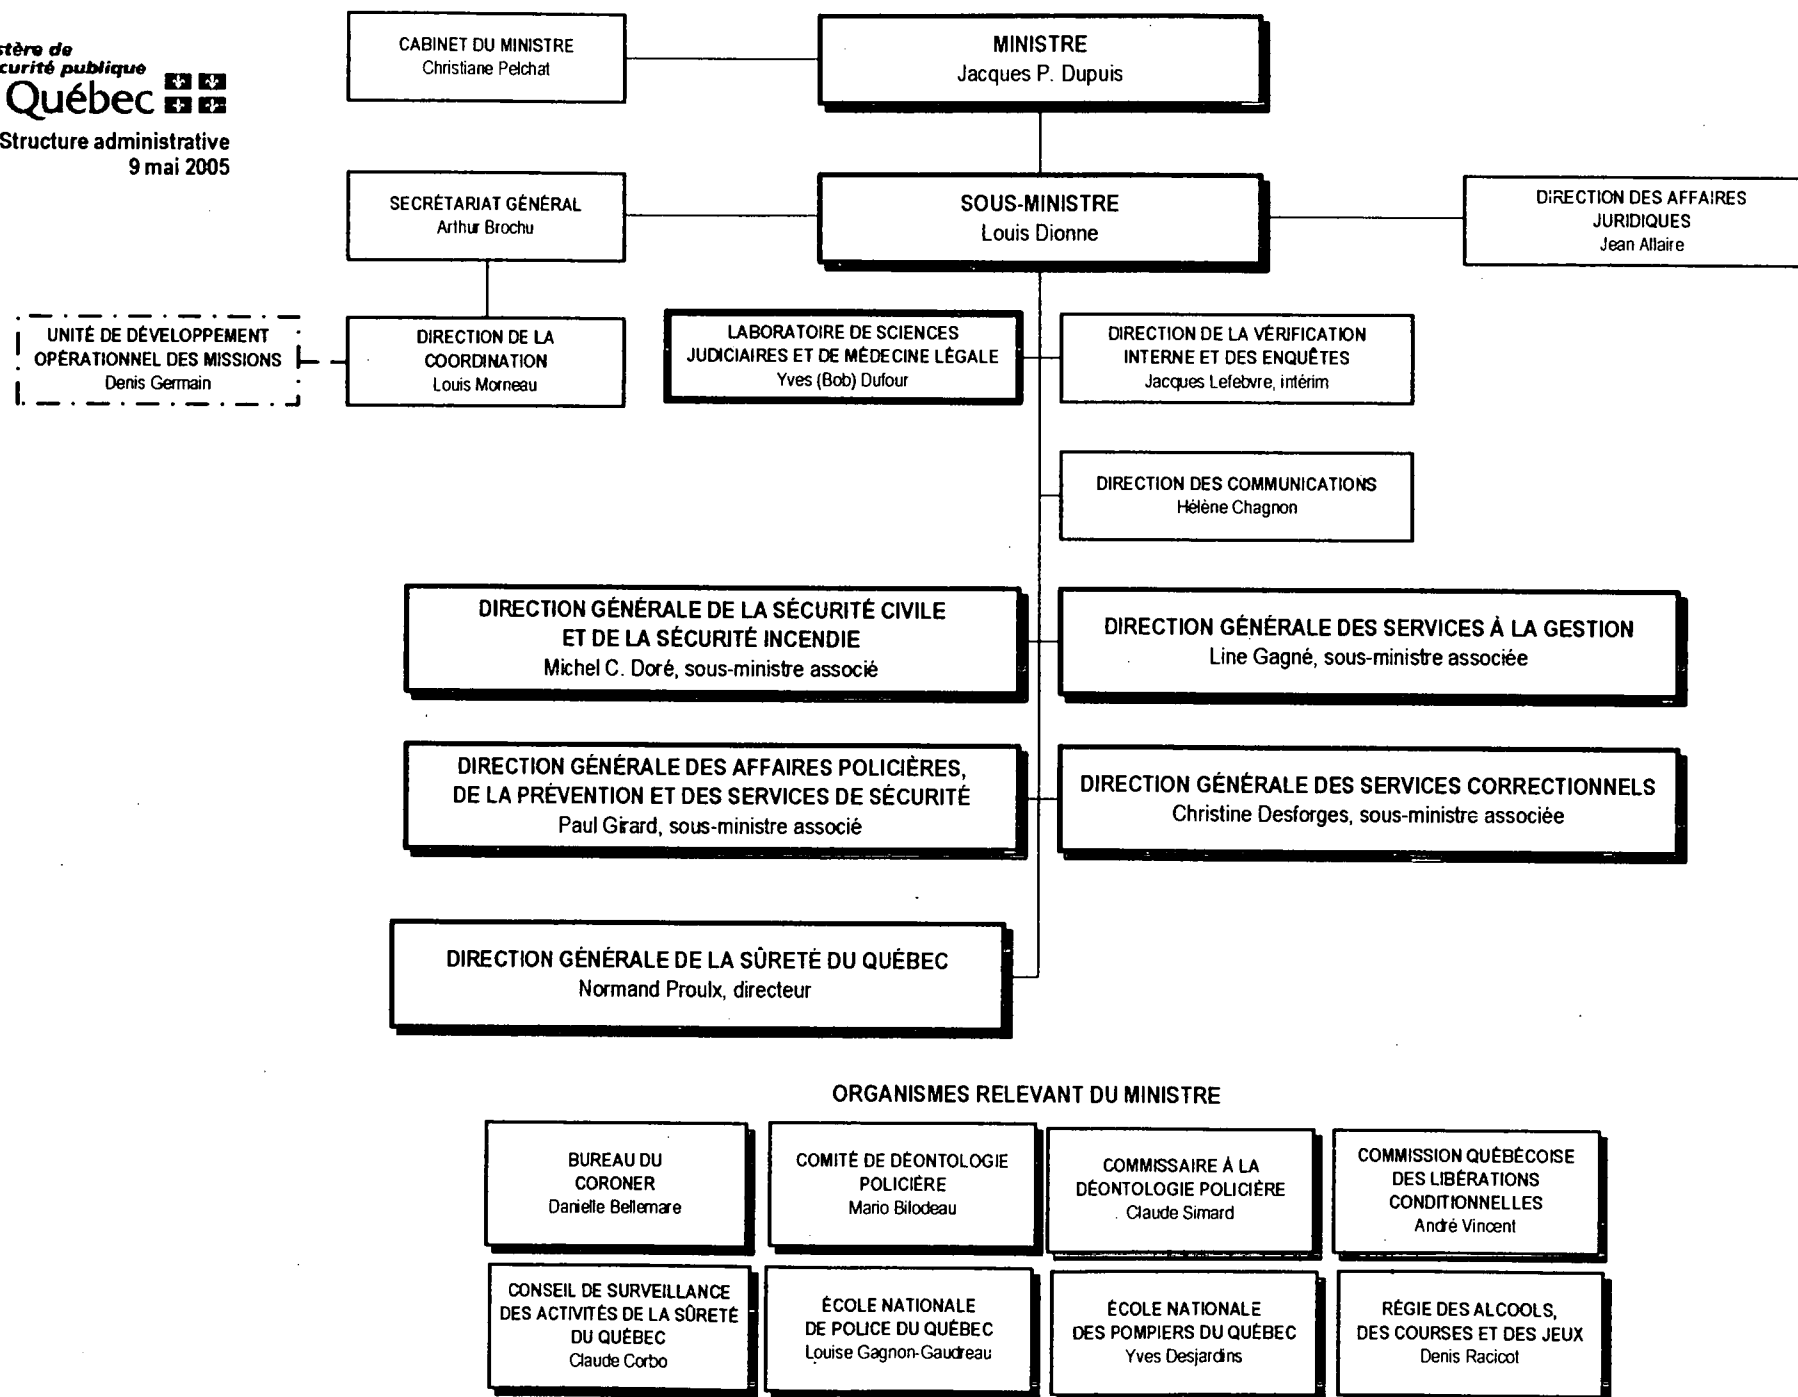 stère de
curité publique
Québec
Structure administrative
9 mai 2005
CABINET DU MINISTRE
Christiane Pelchat
MINISTRE
Jacques P. Dupuis
SECRÉTARIAT GÉNÉRAL
Arthur Brochu
SOUS-MINISTRE
Louis Dionne
DIRECTION DES AFFAIRES
JURIDIQUES
Jean Allaire
UNITÉ DE DÉVELOPPEMENT
OPÉRATIONNEL DES MISSIONS
Denis Germain
DIRECTION DE LA
COORDINATION
Louis Morneau
LABORATOIRE DE SCIENCES
JUDICIAIRES ET DE MÉDECINE LÉGALE
Yves (Bob) Dufour
DIRECTION DE LA VÉRIFICATION
INTERNE ET DES ENQUÊTES
Jacques Lefebvre, intérim
DIRECTION DES COMMUNICATIONS
Hélène Chagnon
DIRECTION GÉNÉRALE DE LA SÉCURITÉ CIVILE
ET DE LA SÉCURITÉ INCENDIE
Michel C. Doré, sous-ministre associé
DIRECTION GÉNÉRALE DES SERVICES À LA GESTION
Line Gagné, sous-ministre associée
DIRECTION GÉNÉRALE DES AFFAIRES POLICIÈRES,
DE LA PRÉVENTION ET DES SERVICES DE SÉCURITÉ
Paul Girard, sous-ministre associé
DIRECTION GÉNÉRALE DES SERVICES CORRECTIONNELS
Christine Desforges, sous-ministre associée
DIRECTION GÉNÉRALE DE LA SÛRETÉ DU QUÉBEC
Normand Proulx, directeur
ORGANISMES RELEVANT DU MINISTRE
BUREAU DU
CORONER
Danielle Bellemare
COMITÉ DE DÉONTOLOGIE
POLICIÈRE
Mario Bilodeau
COMMISSAIRE À LA
DÉONTOLOGIE POLICIÈRE
Claude Simard
COMMISSION QUÉBÉCOISE
DES LIBÉRATIONS
CONDITIONNELLES
André Vincent
CONSEIL DE SURVEILLANCE
DES ACTIVITÉS DE LA SÛRETÉ
DU QUÉBEC
Claude Corbo
ÉCOLE NATIONALE
DE POLICE DU QUÉBEC
Louise Gagnon-Gaudreau
ÉCOLE NATIONALE
DES POMPIERS DU QUÉBEC
Yves Desjardins
RÉGIE DES ALCOOLS,
DES COURSES ET DES JEUX
Denis Racicot